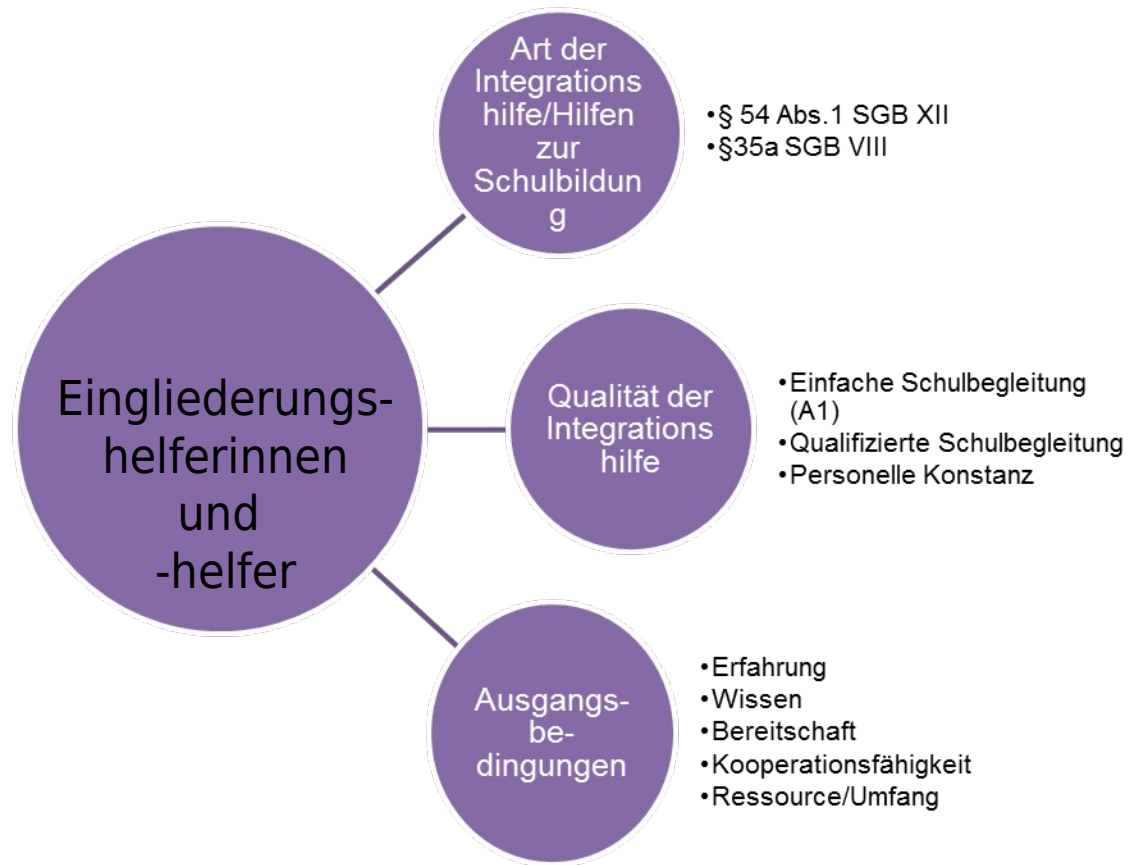 Art der
Integrations
hilfe/Hilfen
zur
Schulbildun
g
•§ 54 Abs.1 SGB XII
•§35a SGB VIII
Eingliederungs-
helferinnen
und
-helfer
Qualität der
Integrations
hilfe
•Einfache Schulbegleitung
(A1)
•Qualifizierte Schulbegleitung
•Personelle Konstanz
Ausgangs-
be-
dingungen
•Erfahrung
•Wissen
•Bereitschaft
•Kooperationsfähigkeit
•Ressource/Umfang